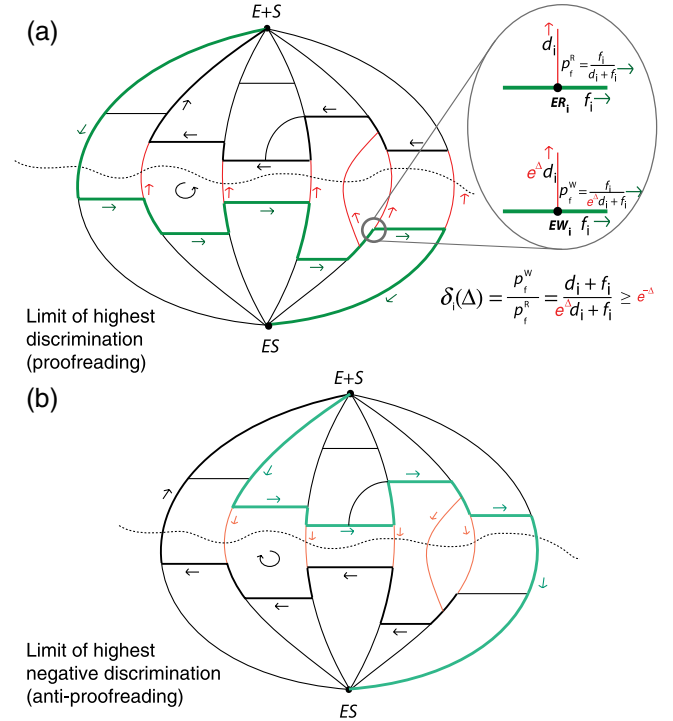 (a)
E+S
d_i
p_f^R = f_i / (d_i + f_i)
ER_i
f_i
e^Δ d_i
p_f^W = f_i / (e^Δ d_i + f_i)
EW_i
f_i
δ_i(Δ) = p_f^W / p_f^R = (d_i + f_i) / (e^Δ d_i + f_i) ≥ e^-Δ
Limit of highest
discrimination
(proofreading)
ES
(b)
E+S
Limit of highest
negative discrimination
(anti-proofreading)
ES